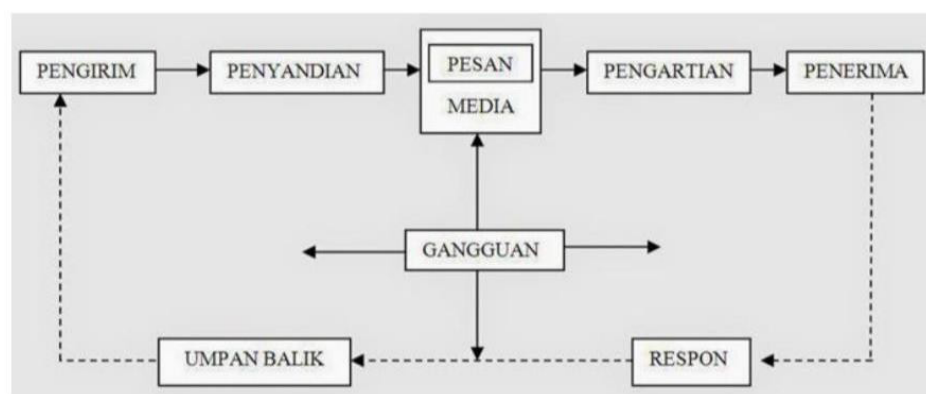 PENGIRIM
PENYANDIAN
PESAN
MEDIA
PENGARTIAN
PENERIMA
GANGGUAN
UMPAN BALIK
RESPON